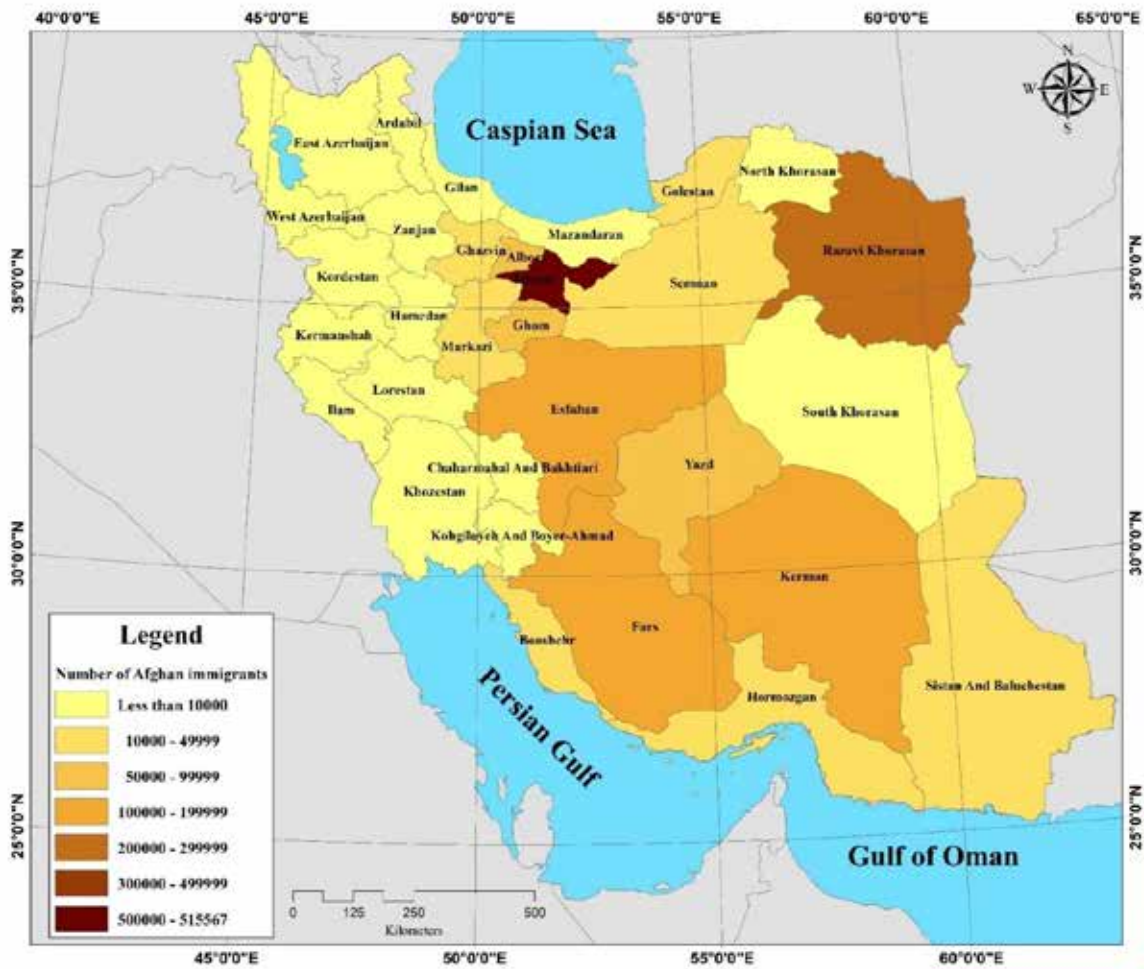 40°0'0"E 45°0'0"E 50°0'0"E 55°0'0"E 60°0'0"E 65°0'0"E
N
W E
S
Caspian Sea
Ardabil
East Azerbaijan
North Khorasan
Gilan
Golestan
West Azerbaijan
Zanjan
Mazandaran
Ghazvin
Razavi Khorasan
Kordestan
Semnan
35°0'0"N 35°0'0"N
Hamedan
Ghom
Kermanshah
Markazi
Lorestan
Esfahan
Ilam
South Khorasan
Chaharmahal And Bakhtiari
Yazd
Khozestan
Kohgiluyeh And Boyer-Ahmad
30°0'0"N 30°0'0"N
Kerman
Fars
Boushehr
Sistan And Baluchestan
Hormozgan
Persian Gulf
Gulf of Oman
25°0'0"N 25°0'0"N
Legend
Number of Afghan immigrants
Less than 10000
10000 - 49999
50000 - 99999
100000 - 199999
200000 - 299999
300000 - 499999
500000 - 515567
0 125 250 500
Kilometers
45°0'0"E 50°0'0"E 55°0'0"E 60°0'0"E